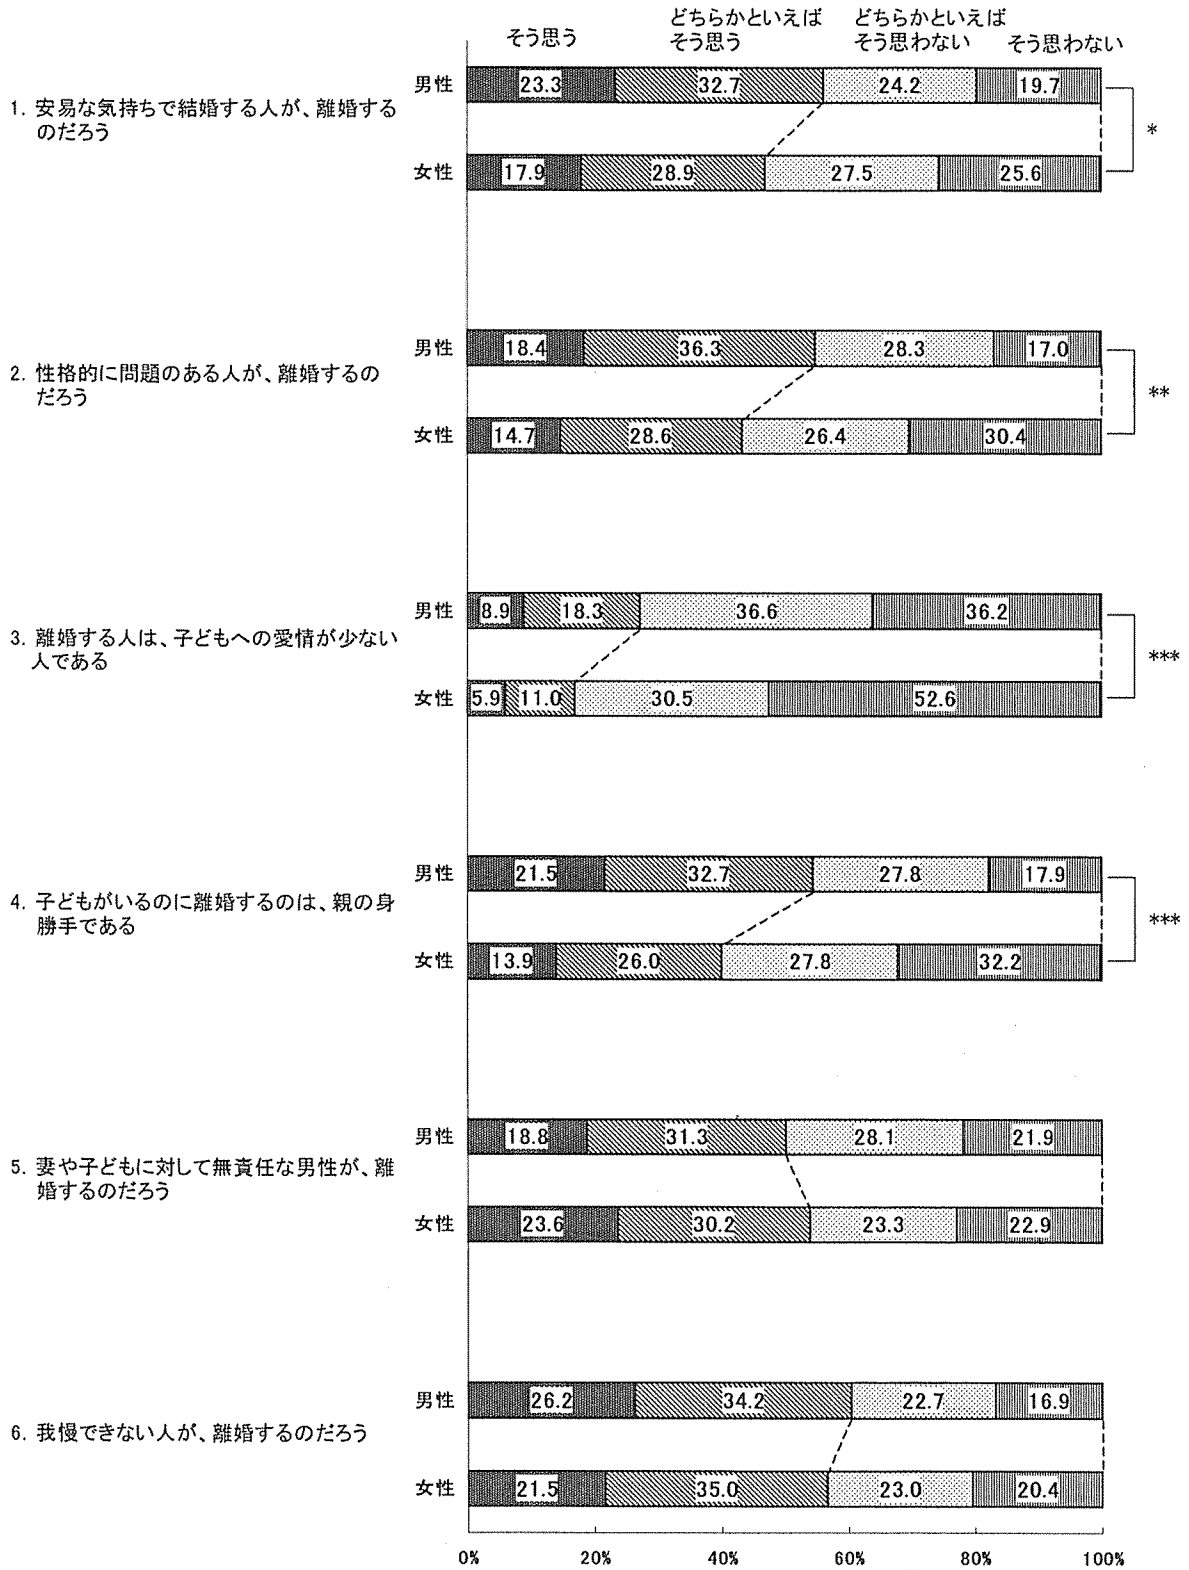 そう思う
どちらかといえば
そう思う
どちらかといえば
そう思わない
そう思わない
1. 安易な気持ちで結婚する人が、離婚する
のだろう
男性 23.3 32.7 24.2 19.7
女性 17.9 28.9 27.5 25.6
*
2. 性格的に問題のある人が、離婚するの
だろう
男性 18.4 36.3 28.3 17.0
女性 14.7 28.6 26.4 30.4
**
3. 離婚する人は、子どもへの愛情が少ない
人である
男性 8.9 18.3 36.6 36.2
女性 5.9 11.0 30.5 52.6
***
4. 子どもがいるのに離婚するのは、親の身
勝手である
男性 21.5 32.7 27.8 17.9
女性 13.9 26.0 27.8 32.2
***
5. 妻や子どもに対して無責任な男性が、離
婚するのだろう
男性 18.8 31.3 28.1 21.9
女性 23.6 30.2 23.3 22.9
6. 我慢できない人が、離婚するのだろう
男性 26.2 34.2 22.7 16.9
女性 21.5 35.0 23.0 20.4
0% 20% 40% 60% 80% 100%